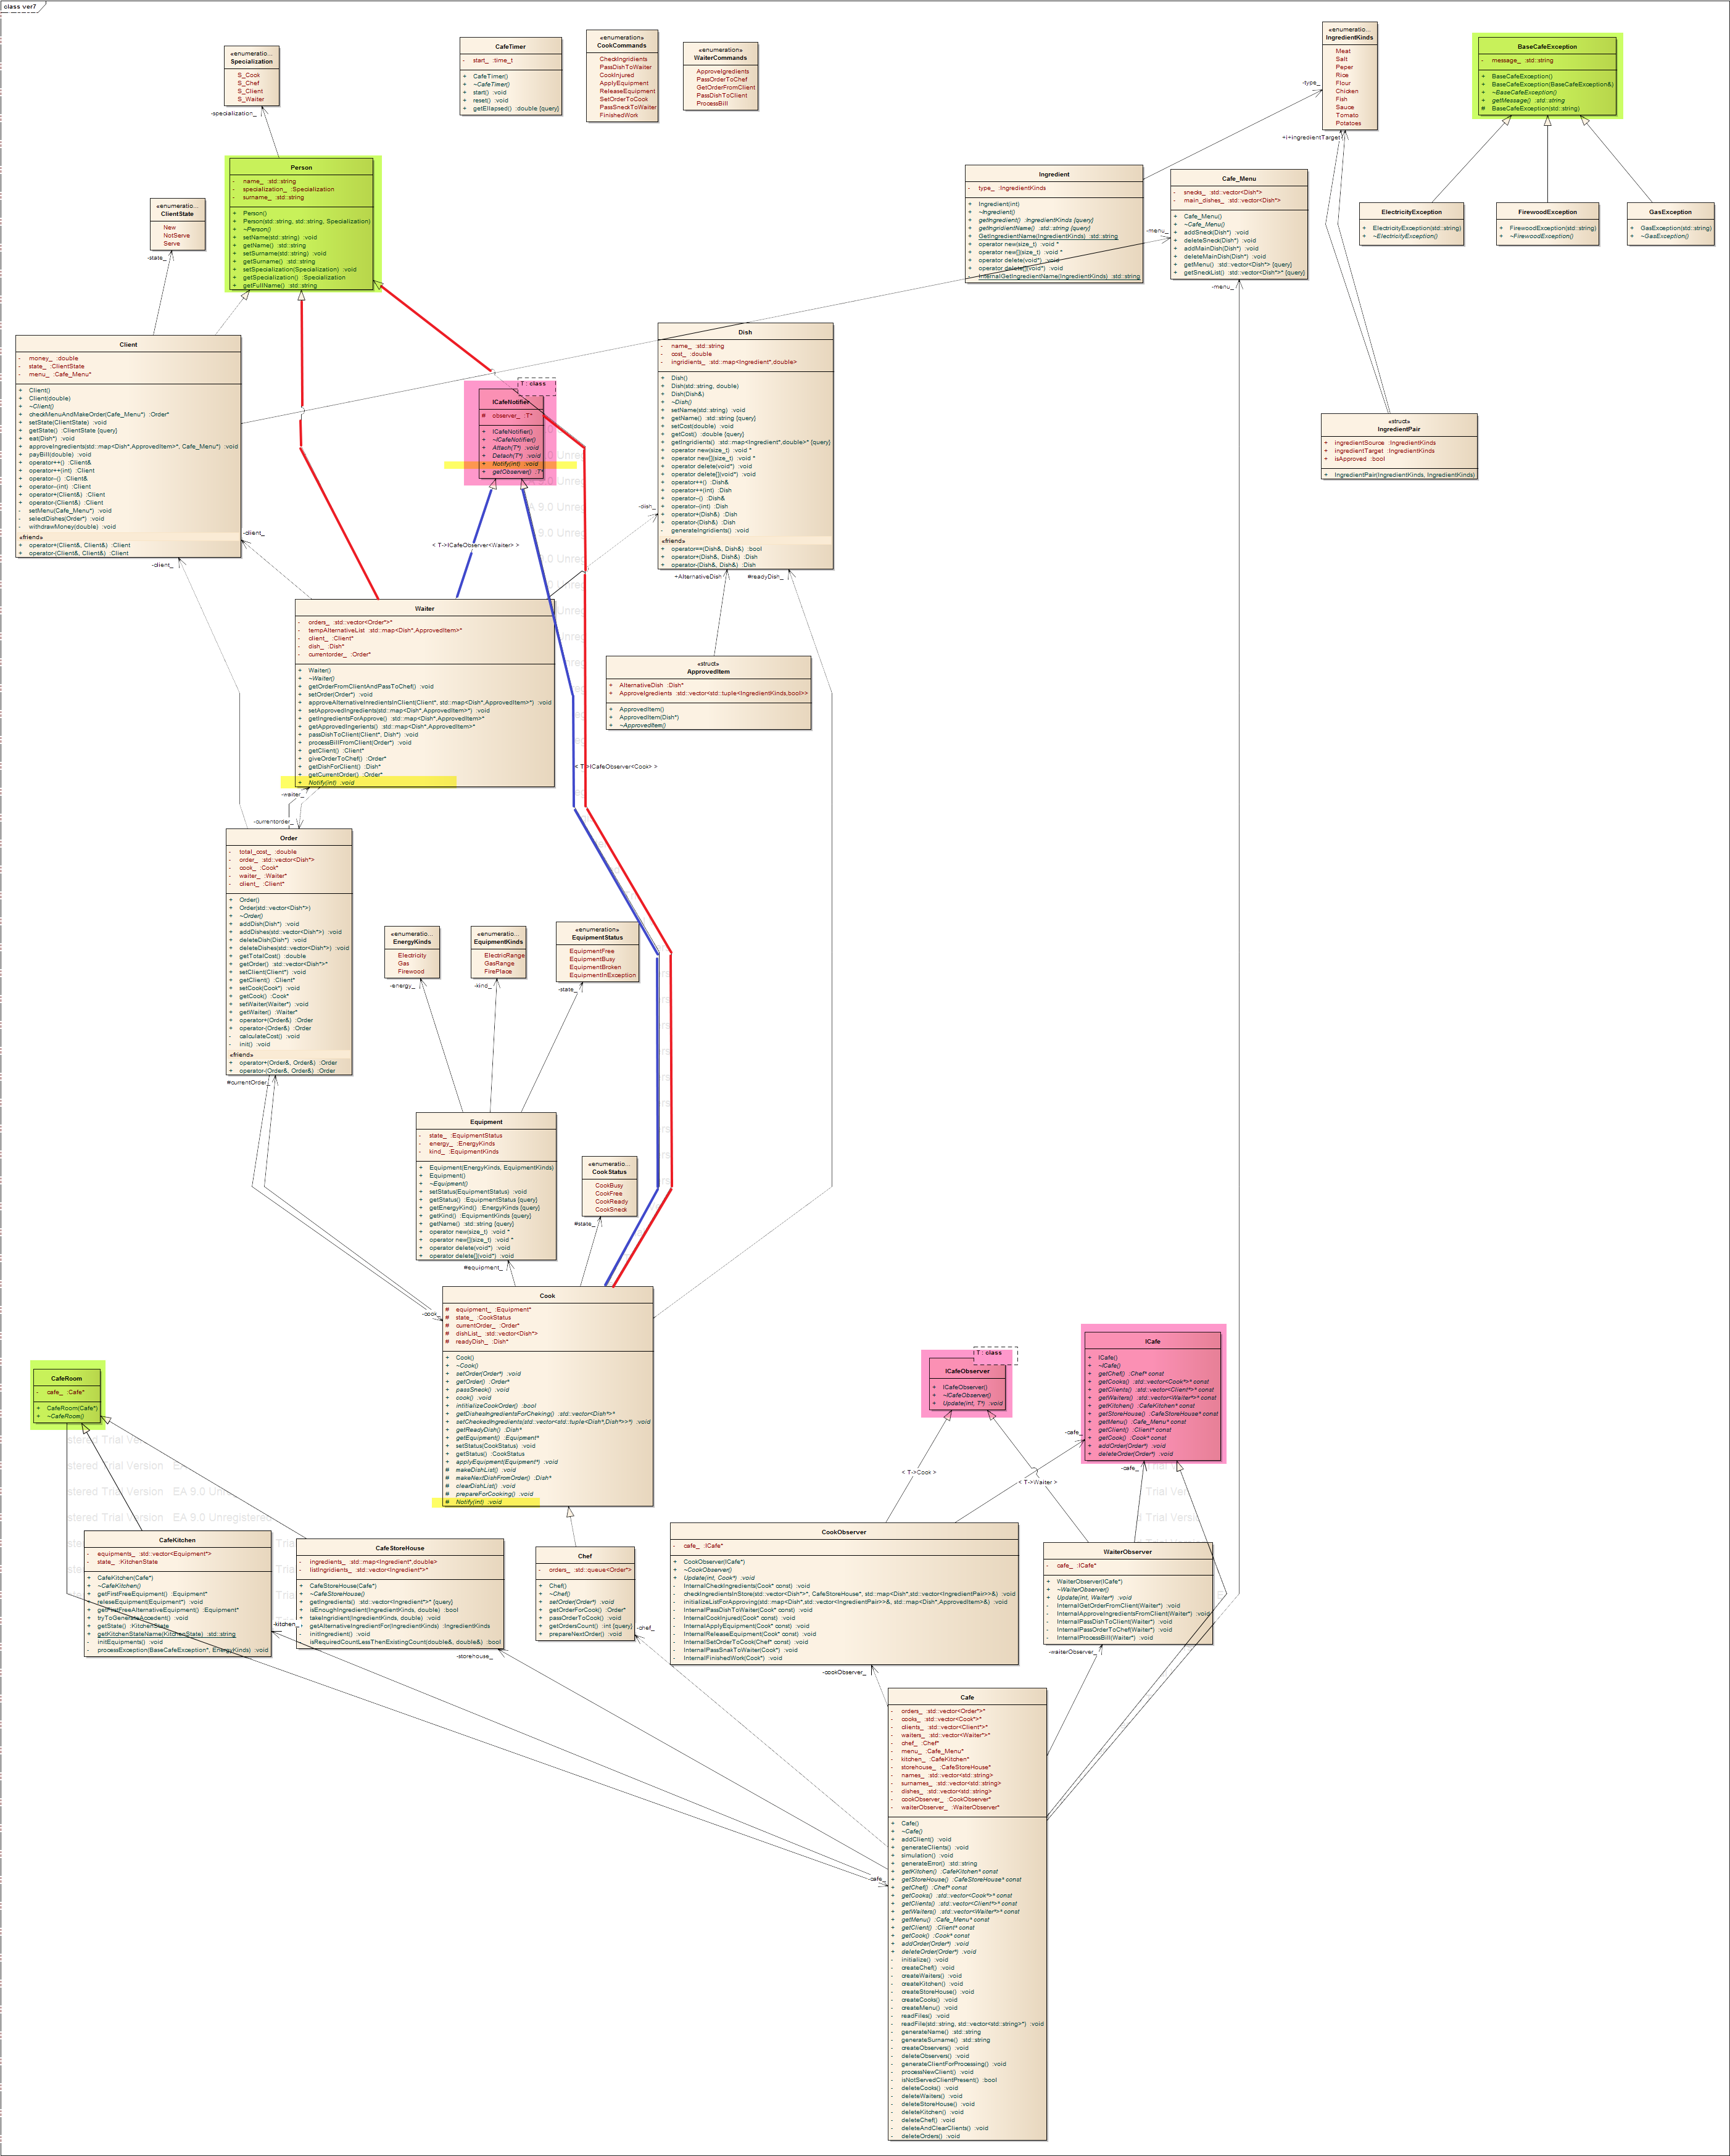 class ver7
«enumeratio...
Specialization
S_Cook
S_Chef
S_Client
S_Waiter
-specialization_
CafeTimer
- start_ :time_t
+ CafeTimer()
+ ~CafeTimer()
+ start() :void
+ reset() :void
+ getEllapsed() :double {query}
«enumeration»
CookCommands
CheckIngridients
PassDishToWaiter
CookInjured
ApplyEquipment
ReleaseEquipment
SetOrderToCook
PassSneckToWaiter
FinishedWork
«enumeration»
WaiterCommands
ApproveIgredients
PassOrderToChef
GetOrderFromClient
PassDishToClient
ProcessBill
«enumeratio...
IngredientKinds
Meat
Salt
Peper
Rice
Flour
Chicken
Fish
Sauce
Tomato
Potatoes
-type_
BaseCafeException
- message_ :std::string
+ BaseCafeException()
+ BaseCafeException(BaseCafeException&)
+ ~BaseCafeException()
+ getMessage() :std::string
# BaseCafeException(std::string)
ElectricityException
+ ElectricityException(std::string)
+ ~ElectricityException()
FirewoodException
+ FirewoodException(std::string)
+ ~FirewoodException()
GasException
+ GasException(std::string)
+ ~GasException()
Person
- name_ :std::string
- specialization_ :Specialization
- surname_ :std::string
+ Person()
+ Person(std::string, std::string, Specialization)
+ ~Person()
+ setName(std::string) :void
+ getName() :std::string
+ setSurname(std::string) :void
+ getSurname() :std::string
+ setSpecialization(Specialization) :void
+ getSpecialization() :Specialization
+ getFullName() :std::string
«enumeratio...
ClientState
New
NotServe
Serve
-state_
Ingredient
- type_ :IngredientKinds
+ Ingredient(int)
+ ~Ingredient()
+ getIngridient() :IngredientKinds {query}
+ getIngridientName() :std::string {query}
+ GetIngredientName(IngredientKinds) :std::string
+ operator new(size_t) :void *
+ operator new[](size_t) :void *
+ operator delete(void*) :void
+ operator delete[](void*) :void
- InternalGetIngredientName(IngredientKinds) :std::string
Cafe_Menu
- snecks_ :std::vector<Dish*>
- main_dishes_ :std::vector<Dish*>
+ Cafe_Menu()
+ ~Cafe_Menu()
+ addSneck(Dish*) :void
+ deleteSneck(Dish*) :void
+ addMainDish(Dish*) :void
+ deleteMainDish(Dish*) :void
+ getMenu() :std::vector<Dish*> {query}
+ getSneckList() :std::vector<Dish*>* {query}
-menu_
-menu_
Client
- money_ :double
- state_ :ClientState
- menu_ :Cafe_Menu*
+ Client()
+ Client(double)
+ ~Client()
+ checkMenuAndMakeOrder(Cafe_Menu*) :Order*
+ setState(ClientState) :void
+ getState() :ClientState {query}
+ eat(Dish*) :void
+ approveIngredients(std::map<Dish*,ApprovedItem>*, Cafe_Menu*) :void
+ payBill(double) :void
+ operator++() :Client&
+ operator++(int) :Client
+ operator--() :Client&
+ operator--(int) :Client
+ operator+(Client&) :Client
+ operator-(Client&) :Client
- setMenu(Cafe_Menu*) :void
- selectDishes(Order*) :void
- withdrawMoney(double) :void
«friend»
+ operator+(Client&, Client&) :Client
+ operator-(Client&, Client&) :Client
-client_
-client_
T : class
ICafeNotifier
# observer_ :T*
+ ICafeNotifier()
+ ~ICafeNotifier()
+ Attach(T*) :void
+ Detach(T*) :void
+ Notify(int) :void
+ getObserver() :T*
< T->ICafeObserver<Waiter> >
< T->ICafeObserver<Cook> >
Dish
- name_ :std::string
- cost_ :double
- ingridients_ :std::map<Ingredient*,double>
+ Dish()
+ Dish(std::string, double)
+ Dish(Dish&)
+ ~Dish()
+ setName(std::string) :void
+ getName() :std::string {query}
+ setCost(double) :void
+ getCost() :double {query}
+ getIngridients() :std::map<Ingredient*,double>* {query}
+ operator new(size_t) :void *
+ operator new[](size_t) :void *
+ operator delete(void*) :void
+ operator delete[](void*) :void
+ operator++() :Dish&
+ operator++(int) :Dish
+ operator--() :Dish&
+ operator--(int) :Dish
+ operator+(Dish&) :Dish
+ operator-(Dish&) :Dish
- generateIngridients() :void
«friend»
+ operator==(Dish&, Dish&) :bool
+ operator+(Dish&, Dish&) :Dish
+ operator-(Dish&, Dish&) :Dish
-dish_
+AlternativeDish
#readyDish_
«struct»
IngredientPair
+ ingredientSource :IngredientKinds
+ ingredientTarget :IngredientKinds
+ isApproved :bool
+ IngredientPair(IngredientKinds, IngredientKinds)
Waiter
- orders_ :std::vector<Order*>*
- tempAlternativeList :std::map<Dish*,ApprovedItem>*
- client_ :Client*
- dish_ :Dish*
- currentorder_ :Order*
+ Waiter()
+ ~Waiter()
+ getOrderFromClientAndPassToChef() :void
+ setOrder(Order*) :void
+ approveAlternativeInredientsInClient(Client*, std::map<Dish*,ApprovedItem>*) :void
+ setApprovedIngredients(std::map<Dish*,ApprovedItem>*) :void
+ getIngredientsForApprove() :std::map<Dish*,ApprovedItem>*
+ getApprovedIngerients() :std::map<Dish*,ApprovedItem>*
+ passDishToClient(Client*, Dish*) :void
+ processBillFromClient(Order*) :void
+ getClient() :Client*
+ giveOrderToChef() :Order*
+ getDishForClient() :Dish*
+ getCurrentOrder() :Order*
+ Notify(int) :void
-waiter_
-currentorder_
«struct»
ApprovedItem
+ AlternativeDish :Dish*
+ ApproveIgredients :std::vector<std::tuple<IngredientKinds,bool>>
+ ApprovedItem()
+ ApprovedItem(Dish*)
+ ~ApprovedItem()
Order
- total_cost_ :double
- order_ :std::vector<Dish*>
- cook_ :Cook*
- waiter_ :Waiter*
- client_ :Client*
+ Order()
+ Order(std::vector<Dish*>)
+ ~Order()
+ addDish(Dish*) :void
+ addDishes(std::vector<Dish*>) :void
+ deleteDish(Dish*) :void
+ deleteDishes(std::vector<Dish*>) :void
+ getTotalCost() :double
+ getOrder() :std::vector<Dish*>*
+ setClient(Client*) :void
+ getClient() :Client*
+ setCook(Cook*) :void
+ getCook() :Cook*
+ setWaiter(Waiter*) :void
+ getWaiter() :Waiter*
+ operator+(Order&) :Order
+ operator-(Order&) :Order
- calculateCost() :void
- init() :void
«friend»
+ operator+(Order&, Order&) :Order
+ operator-(Order&, Order&) :Order
#currentOrder_
«enumeratio...
EnergyKinds
Electricity
Gas
Firewood
-energy_
«enumeratio...
EquipmentKinds
ElectricRange
GasRange
FirePlace
-kind_
«enumeration»
EquipmentStatus
EquipmentFree
EquipmentBusy
EquipmentBroken
EquipmentInException
-state_
Equipment
- state_ :EquipmentStatus
- energy_ :EnergyKinds
- kind_ :EquipmentKinds
+ Equipment(EnergyKinds, EquipmentKinds)
+ Equipment()
+ ~Equipment()
+ setStatus(EquipmentStatus) :void
+ getStatus() :EquipmentStatus {query}
+ getEnergyKind() :EnergyKinds {query}
+ getKind() :EquipmentKinds {query}
+ getName() :std::string {query}
+ operator new(size_t) :void *
+ operator new[](size_t) :void *
+ operator delete(void*) :void
+ operator delete[](void*) :void
#equipment_
«enumeratio...
CookStatus
CookBusy
CookFree
CookReady
CookSneck
#state_
Cook
# equipment_ :Equipment*
# state_ :CookStatus
# currentOrder_ :Order*
# dishList_ :std::vector<Dish*>
# readyDish_ :Dish*
+ Cook()
+ ~Cook()
+ setOrder(Order*) :void
+ getOrder() :Order*
+ passSneck() :void
+ cook() :void
+ intitializeCookOrder() :bool
+ getDishesIngredientsForCheking() :std::vector<Dish*>*
+ setCheckedIngredients(std::vector<std::tuple<Dish*,Dish*>>*) :void
+ getReadyDish() :Dish*
+ getEquipment() :Equipment*
+ setStatus(CookStatus) :void
+ getStatus() :CookStatus
+ applyEquipment(Equipment*) :void
# makeDishList() :void
# makeNextDishFromOrder() :Dish*
# clearDishList() :void
# prepareForCooking() :void
# Notify(int) :void
-cook_
CafeRoom
- cafe_ :Cafe*
+ CafeRoom(Cafe*)
+ ~CafeRoom()
T : class
ICafeObserver
+ ICafeObserver()
+ ~ICafeObserver()
+ Update(int, T*) :void
< T->Cook >
< T->Waiter >
ICafe
+ ICafe()
+ ~ICafe()
+ getChef() :Chef* const
+ getCooks() :std::vector<Cook*>* const
+ getClients() :std::vector<Client*>* const
+ getWaiters() :std::vector<Waiter*>* const
+ getKitchen() :CafeKitchen* const
+ getStoreHouse() :CafeStoreHouse* const
+ getMenu() :Cafe_Menu* const
+ getClient() :Client* const
+ getCook() :Cook* const
+ addOrder(Order*) :void
+ deleteOrder(Order*) :void
-cafe_
-cafe_
CafeKitchen
- equipments_ :std::vector<Equipment*>
- state_ :KitchenState
+ CafeKitchen(Cafe*)
+ ~CafeKitchen()
+ getFirstFreeEquipment() :Equipment*
+ releseEquipment(Equipment*) :void
+ getFirstFreeAlternativeEquipment() :Equipment*
+ tryToGenerateAccedent() :void
+ getState() :KitchenState
+ getKitchenStateName(KitchenState) :std::string
- initEquipments() :void
- processException(BaseCafeException*, EnergyKinds) :void
-kitchen_
CafeStoreHouse
- ingredients_ :std::map<Ingredient*,double>
- listIngridients_ :std::vector<Ingredient*>*
+ CafeStoreHouse(Cafe*)
+ ~CafeStoreHouse()
+ getIngredients() :std::vector<Ingredient*>* {query}
+ isEnoughIngredient(IngredientKinds, double) :bool
+ takeIngredient(IngredientKinds, double) :void
+ getAlternativeIngredientFor(IngredientKinds) :IngredientKinds
- initIngredients() :void
- isRequiredCountLessThenExistingCount(double&, double&) :bool
-storehouse_
Chef
- orders_ :std::queue<Order*>
+ Chef()
+ ~Chef()
+ setOrder(Order*) :void
+ getOrderForCook() :Order*
+ passOrderToCook() :void
+ getOrdersCount() :int {query}
+ prepareNextOrder() :void
-chef_
CookObserver
- cafe_ :ICafe*
+ CookObserver(ICafe*)
+ ~CookObserver()
+ Update(int, Cook*) :void
- InternalCheckIngredients(Cook* const) :void
- checkIngredientsInStore(std::vector<Dish*>*, CafeStoreHouse*, std::map<Dish*,std::vector<IngredientPair>>&) :void
- initializeListForApproving(std::map<Dish*,std::vector<IngredientPair>>&, std::map<Dish*,ApprovedItem>&) :void
- InternalPassDishToWaiter(Cook* const) :void
- InternalCookInjured(Cook* const) :void
- InternalApplyEquipment(Cook* const) :void
- InternalReleaseEquipment(Cook* const) :void
- InternalSetOrderToCook(Chef* const) :void
- InternalPassSnakToWaiter(Cook*) :void
- InternalFinishedWork(Cook*) :void
-cookObserver_
WaiterObserver
- cafe_ :ICafe*
+ WaiterObserver(ICafe*)
+ ~WaiterObserver()
+ Update(int, Waiter*) :void
- InternalGetOrderFromClient(Waiter*) :void
- InternalApproveIngredientsFromClient(Waiter*) :void
- InternalPassDishToClient(Waiter*) :void
- InternalPassOrderToChef(Waiter*) :void
- InternalProcessBill(Waiter*) :void
-waiterObserver_
Cafe
- orders_ :std::vector<Order*>*
- cooks_ :std::vector<Cook*>*
- clients_ :std::vector<Client*>*
- waiters_ :std::vector<Waiter*>*
- chef_ :Chef*
- menu_ :Cafe_Menu*
- kitchen_ :CafeKitchen*
- storehouse_ :CafeStoreHouse*
- names_ :std::vector<std::string>
- surnames_ :std::vector<std::string>
- dishes_ :std::vector<std::string>
- cookObserver_ :CookObserver*
- waiterObserver_ :WaiterObserver*
+ Cafe()
+ ~Cafe()
+ addClient() :void
+ generateClients() :void
+ simulation() :void
+ generateError() :std::string
+ getKitchen() :CafeKitchen* const
+ getStoreHouse() :CafeStoreHouse* const
+ getChef() :Chef* const
+ getCooks() :std::vector<Cook*>* const
+ getClients() :std::vector<Client*>* const
+ getWaiters() :std::vector<Waiter*>* const
+ getMenu() :Cafe_Menu* const
+ getClient() :Client* const
+ getCook() :Cook* const
+ addOrder(Order*) :void
+ deleteOrder(Order*) :void
- initialize() :void
- createChef() :void
- createWaiters() :void
- createKitchen() :void
- createStoreHouse() :void
- createCooks() :void
- createMenu() :void
- readFiles() :void
- readFile(std::string, std::vector<std::string>*) :void
- generateName() :std::string
- generateSurname() :std::string
- createObservers() :void
- deleteObservers() :void
- generateClientForProcessing() :void
- processNewClient() :void
- isNotServedClientPresent() :bool
- deleteCooks() :void
- deleteWaiters() :void
- deleteStoreHouse() :void
- deleteKitchen() :void
- deleteChef() :void
- deleteAndClearClients() :void
- deleteOrders() :void
-cafe_